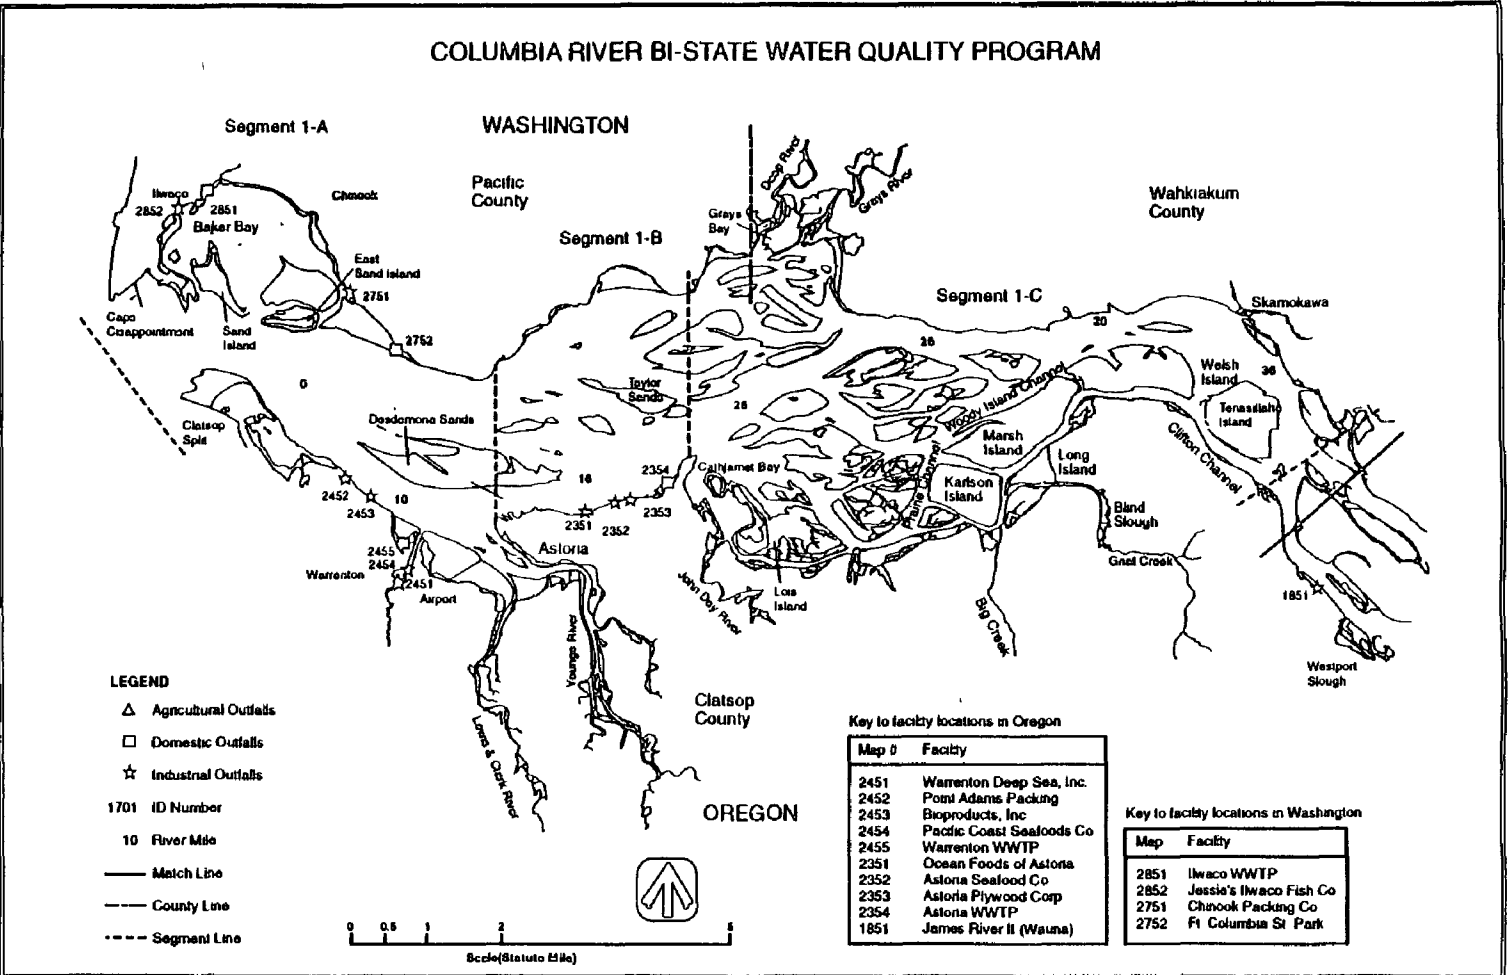 COLUMBIA RIVER BI-STATE WATER QUALITY PROGRAM
Segment 1-A
WASHINGTON
Pacific
County
Segment 1-B
Deep River
Grays River
Grays
Bay
Wahkiakum
County
Ilwaco
2852
2851
Baker Bay
Chinook
East
Sand Island
2751
Cape
Disappointment
Sand
Island
2752
Segment 1-C
Skamokawa
30
25
Welsh
Island
36
Tenasillahe
Island
0
Clatsop
Spit
Desdemona Sands
Taylor
Sands
25
Woody Island Channel
Marsh
Island
Clifton Channel
Prairie Channel
Karlson
Island
Long
Island
Blind
Slough
Gnat Creek
15
2354
Cathlamet Bay
2452
2453
10
2351
2352
2353
2455
2454
2451
Warrenton
Airport
Astoria
John Day River
Lois
Island
Big Creek
1851
Westport
Slough
Youngs River
Lewis & Clark River
Clatsop
County
OREGON
LEGEND
Agricultural Outfalls
Domestic Outfalls
Industrial Outfalls
1701 ID Number
10 River Mile
Match Line
County Line
Segment Line
0 0.5 1 2 5
Scale(Statute Mile)
Key to facility locations in Oregon
Map # Facility
2451 Warrenton Deep Sea, Inc.
2452 Point Adams Packing
2453 Bioproducts, Inc
2454 Pacific Coast Seafoods Co
2455 Warrenton WWTP
2351 Ocean Foods of Astoria
2352 Astoria Seafood Co
2353 Astoria Plywood Corp
2354 Astoria WWTP
1851 James River II (Wauna)
Key to facility locations in Washington
Map Facility
2851 Ilwaco WWTP
2852 Jessie's Ilwaco Fish Co
2751 Chinook Packing Co
2752 Ft Columbia St Park